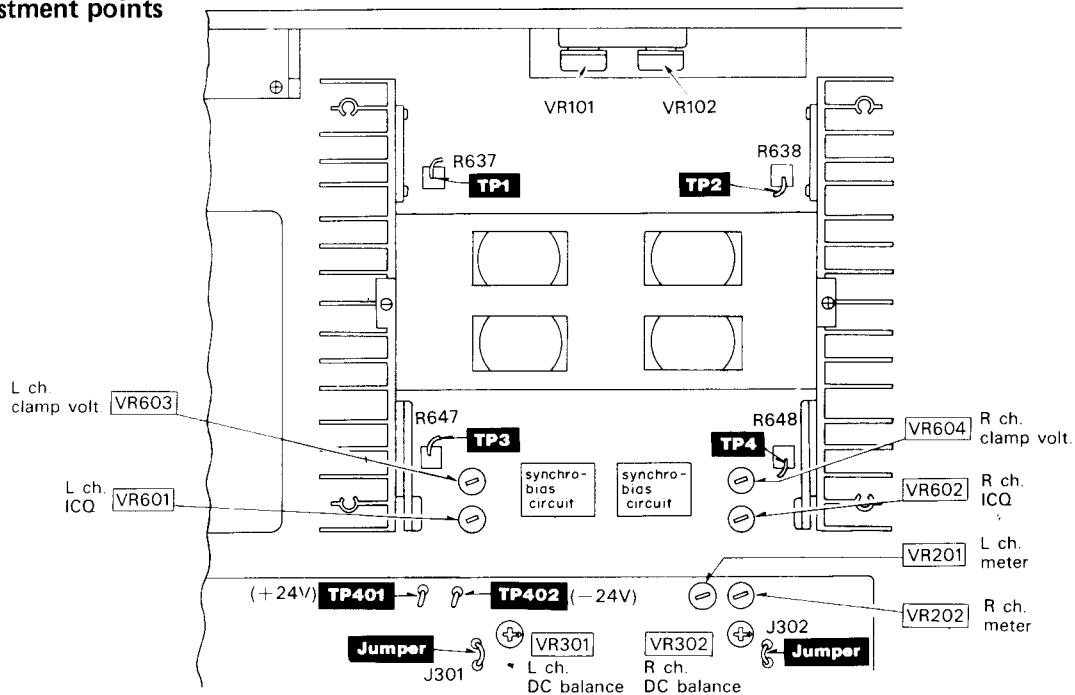 stment points
VR101
VR102
R637
TP1
R638
TP2
L ch.
clamp volt. VR603
R647
TP3
R648
TP4
VR604 R ch.
clamp volt.
L ch.
ICQ VR601
synchro-
bias
circuit
synchro-
bias
circuit
VR602 R ch.
ICQ
VR201 L ch.
meter
(+24V) TP401
TP402 (−24V)
VR202 R ch.
meter
Jumper
J301
VR301
L ch.
DC balance
VR302
R ch.
DC balance
J302
Jumper